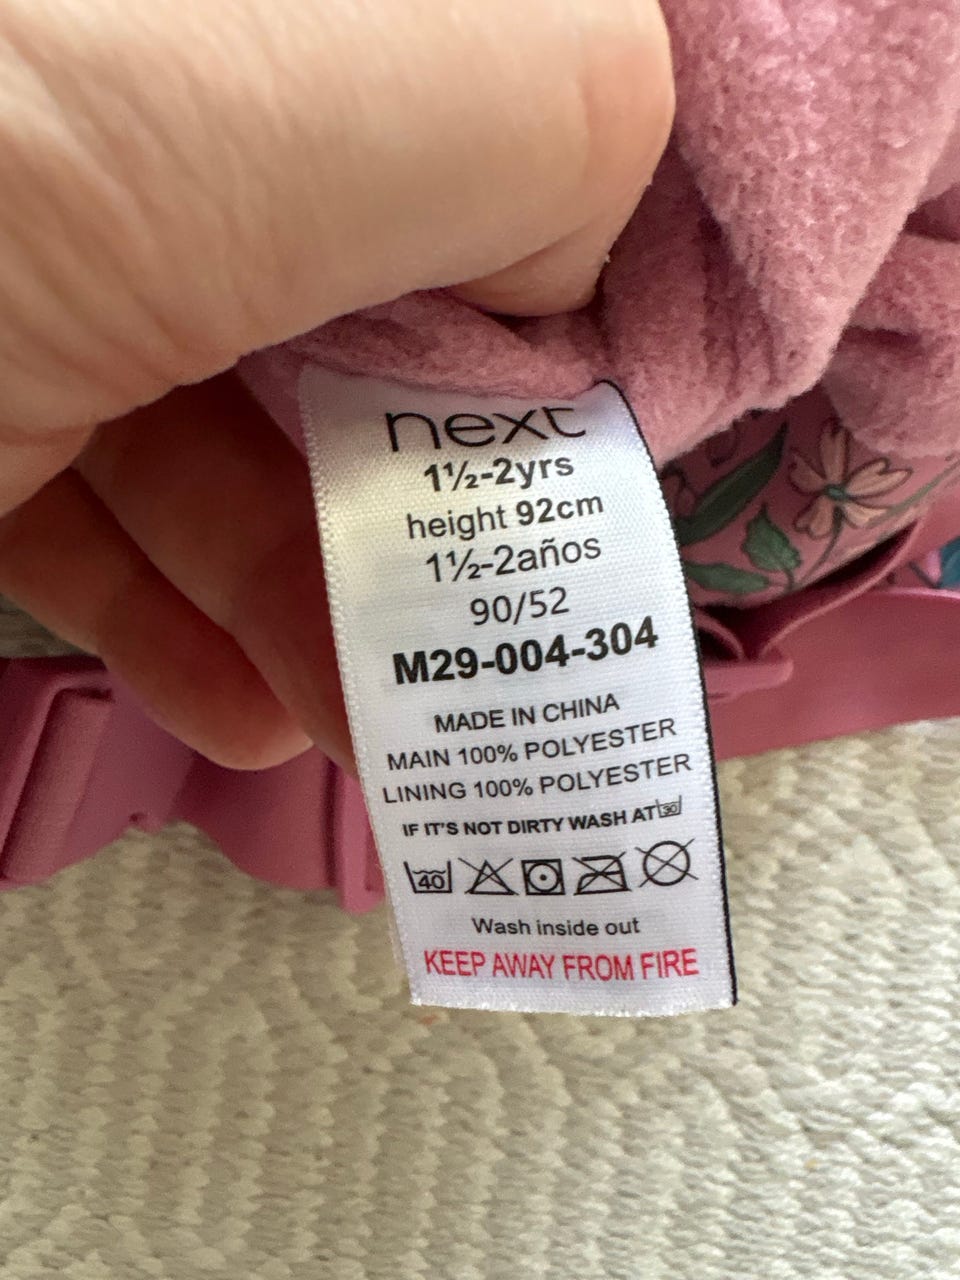 next
1½-2yrs
height 92cm
1½-2años
90/52
M29-004-304
MADE IN CHINA
MAIN 100% POLYESTER
LINING 100% POLYESTER
IF IT'S NOT DIRTY WASH AT 30
40
Wash inside out
KEEP AWAY FROM FIRE